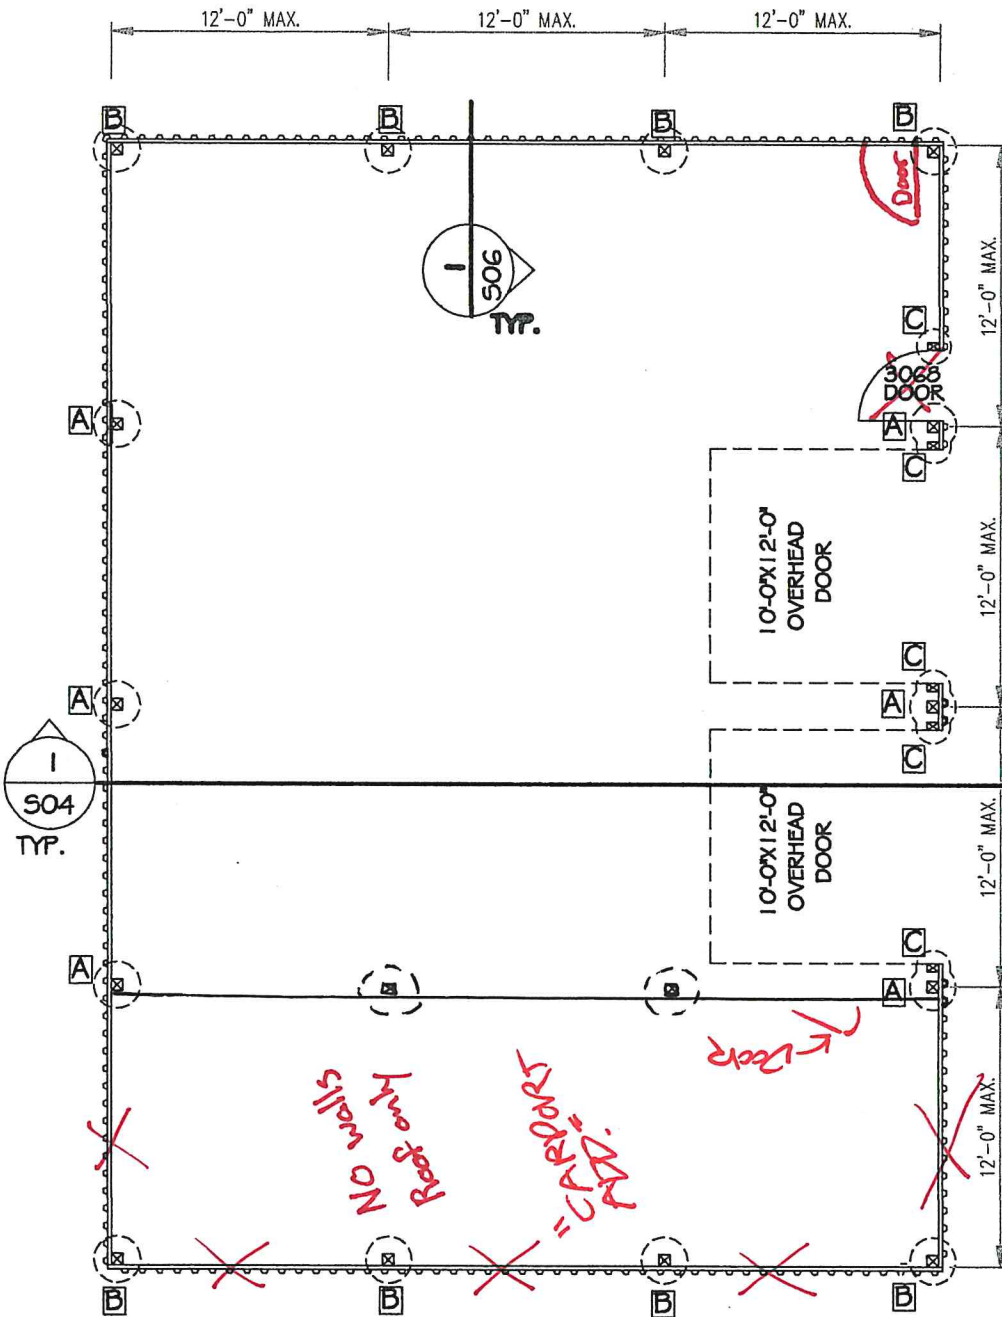 12'-0" MAX.
12'-0" MAX.
12'-0" MAX.
B
B
B
B
Door
12'-0" MAX.
1
S06
TYP.
C
3068
DOOR
A
A
C
10'-0"X12'-0"
OVERHEAD
DOOR
12'-0" MAX.
C
A
A
C
1
S04
TYP.
10'-0"X12'-0"
OVERHEAD
DOOR
12'-0" MAX.
C
A
A
DOOR
No walls
Roof only
"CARPORT
ADD."
12'-0" MAX.
B
B
B
B